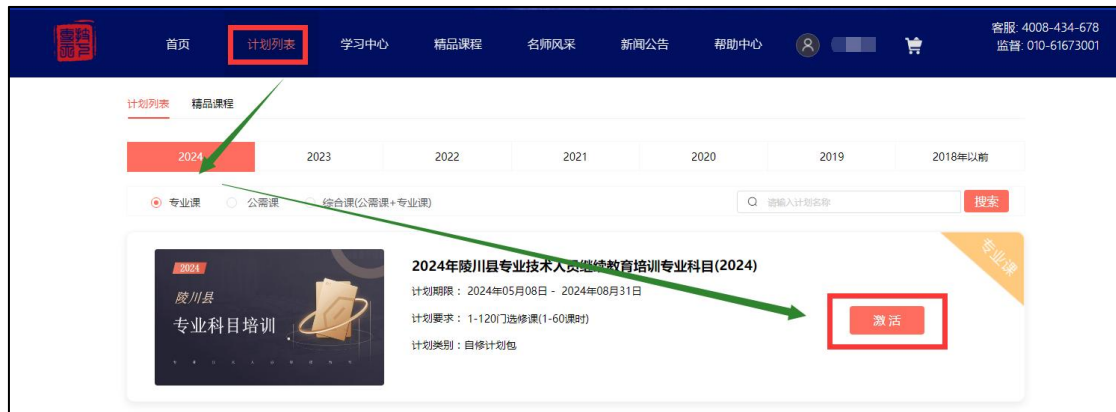 客服: 4008-434-678
监督: 010-61673001
首页 计划列表 学习中心 精品课程 名师风采 新闻公告 帮助中心
计划列表 精品课程
2024 2023 2022 2021 2020 2019 2018年以前
专业课 公需课 综合课(公需课+专业课) 请输入计划名称 搜索
专业课
2024
陵川县
专业科目培训
2024年陵川县专业技术人员继续教育培训专业科目(2024)
计划期限： 2024年05月08日 - 2024年08月31日
计划要求： 1-120门选修课(1-60课时)
计划类别：自修计划包
激活